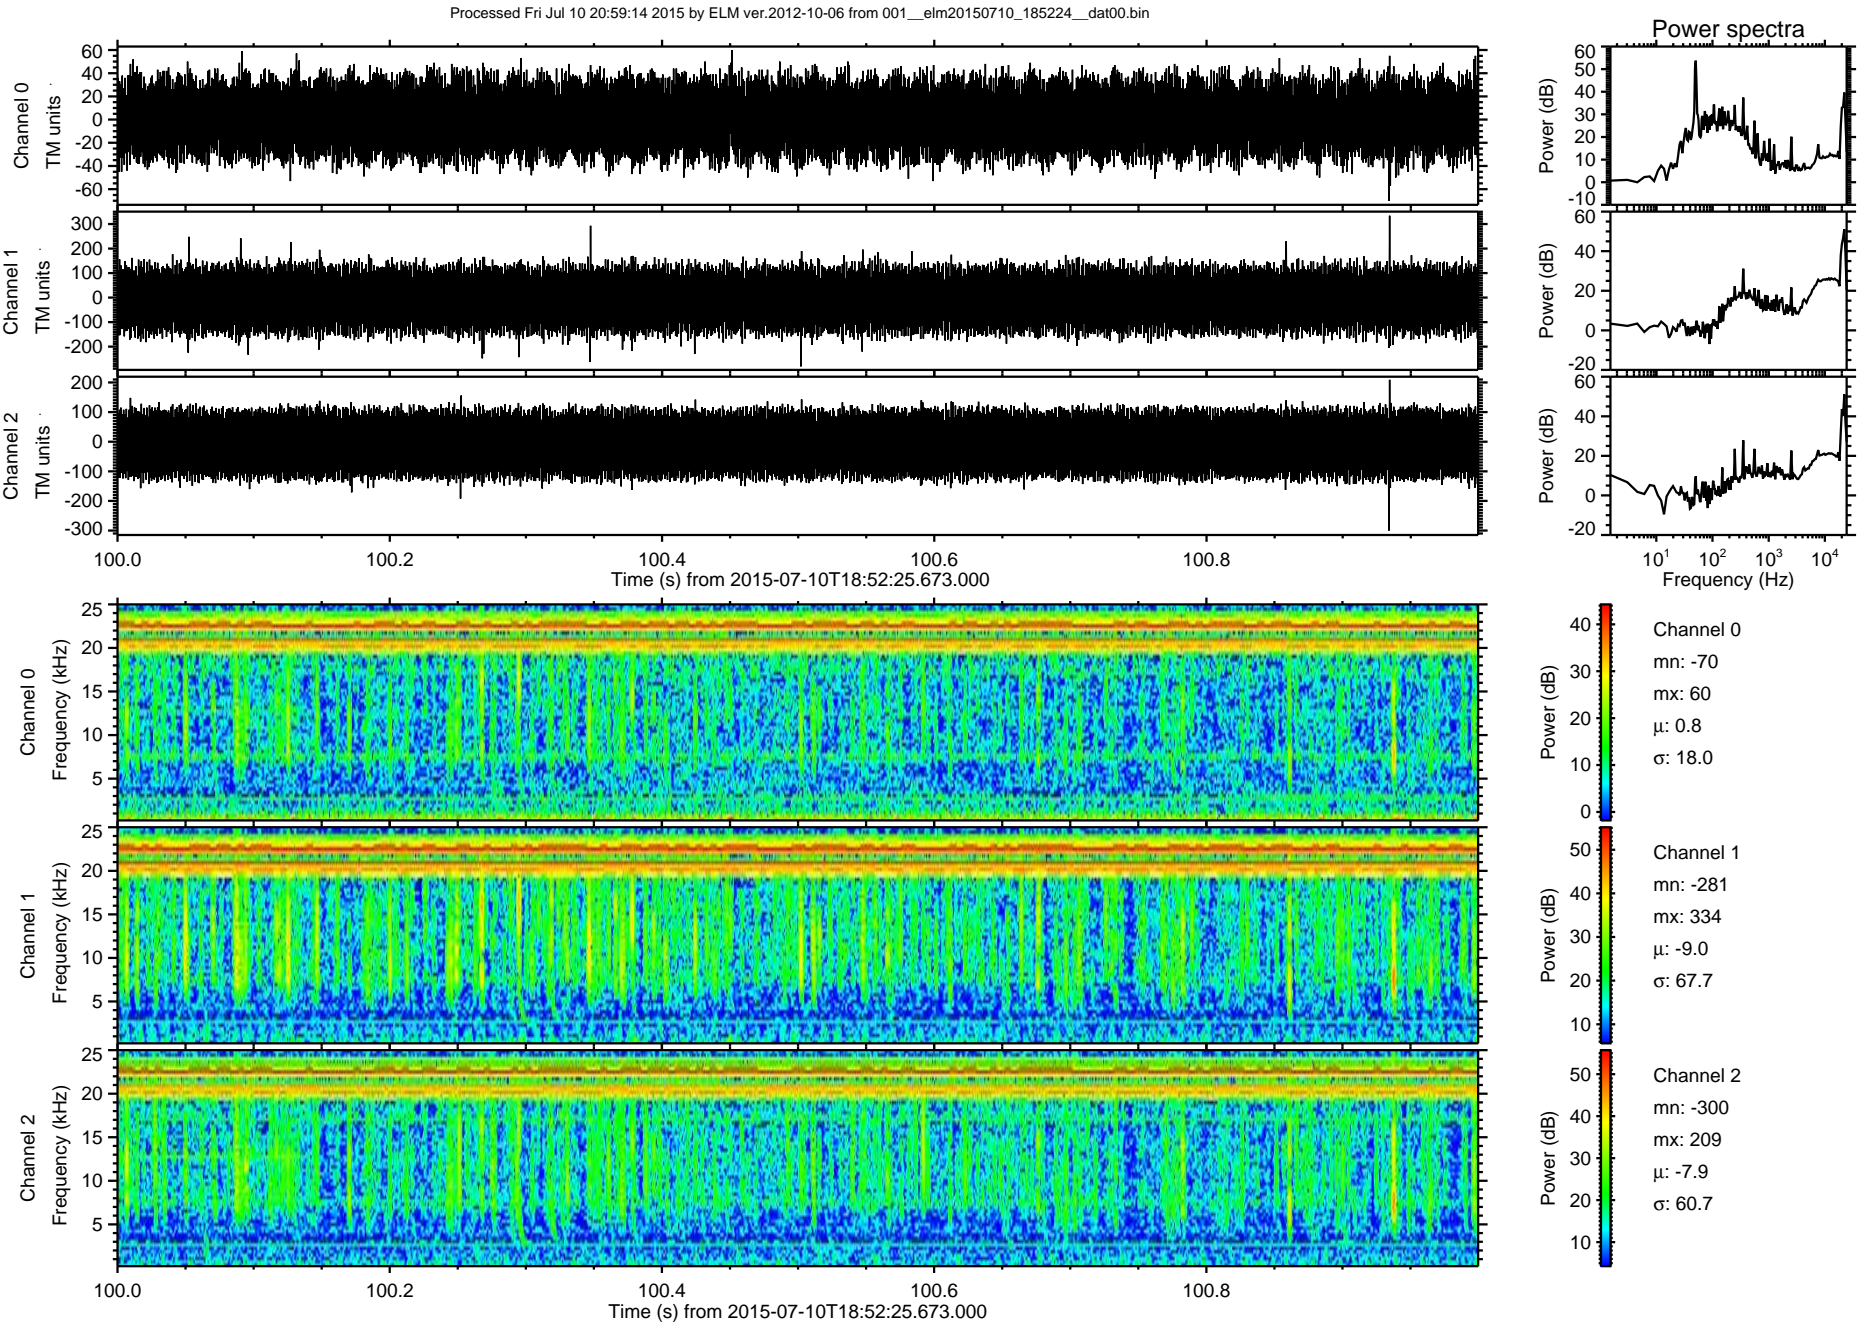 Processed Fri Jul 10 20:59:14 2015 by ELM ver.2012-10-06 from 001__elm20150710_185224__dat00.bin
Power spectra
Channel 0
TM units
60
40
20
0
-20
-40
-60
Power (dB)
60
50
40
30
20
10
0
-10
Channel 1
TM units
300
200
100
0
-100
-200
Power (dB)
60
40
20
0
-20
Channel 2
TM units
200
100
0
-100
-200
-300
Power (dB)
60
40
20
0
-20
100.0 100.2 100.4 100.6 100.8
Time (s) from 2015-07-10T18:52:25.673.000
10¹ 10² 10³ 10⁴
Frequency (Hz)
Channel 0
Frequency (kHz)
25
20
15
10
5
Power (dB)
40
30
20
10
0
Channel 0
mn: -70
mx: 60
μ: 0.8
σ: 18.0
Channel 1
Frequency (kHz)
25
20
15
10
5
Power (dB)
50
40
30
20
10
Channel 1
mn: -281
mx: 334
μ: -9.0
σ: 67.7
Channel 2
Frequency (kHz)
25
20
15
10
5
Power (dB)
50
40
30
20
10
Channel 2
mn: -300
mx: 209
μ: -7.9
σ: 60.7
100.0 100.2 100.4 100.6 100.8
Time (s) from 2015-07-10T18:52:25.673.000